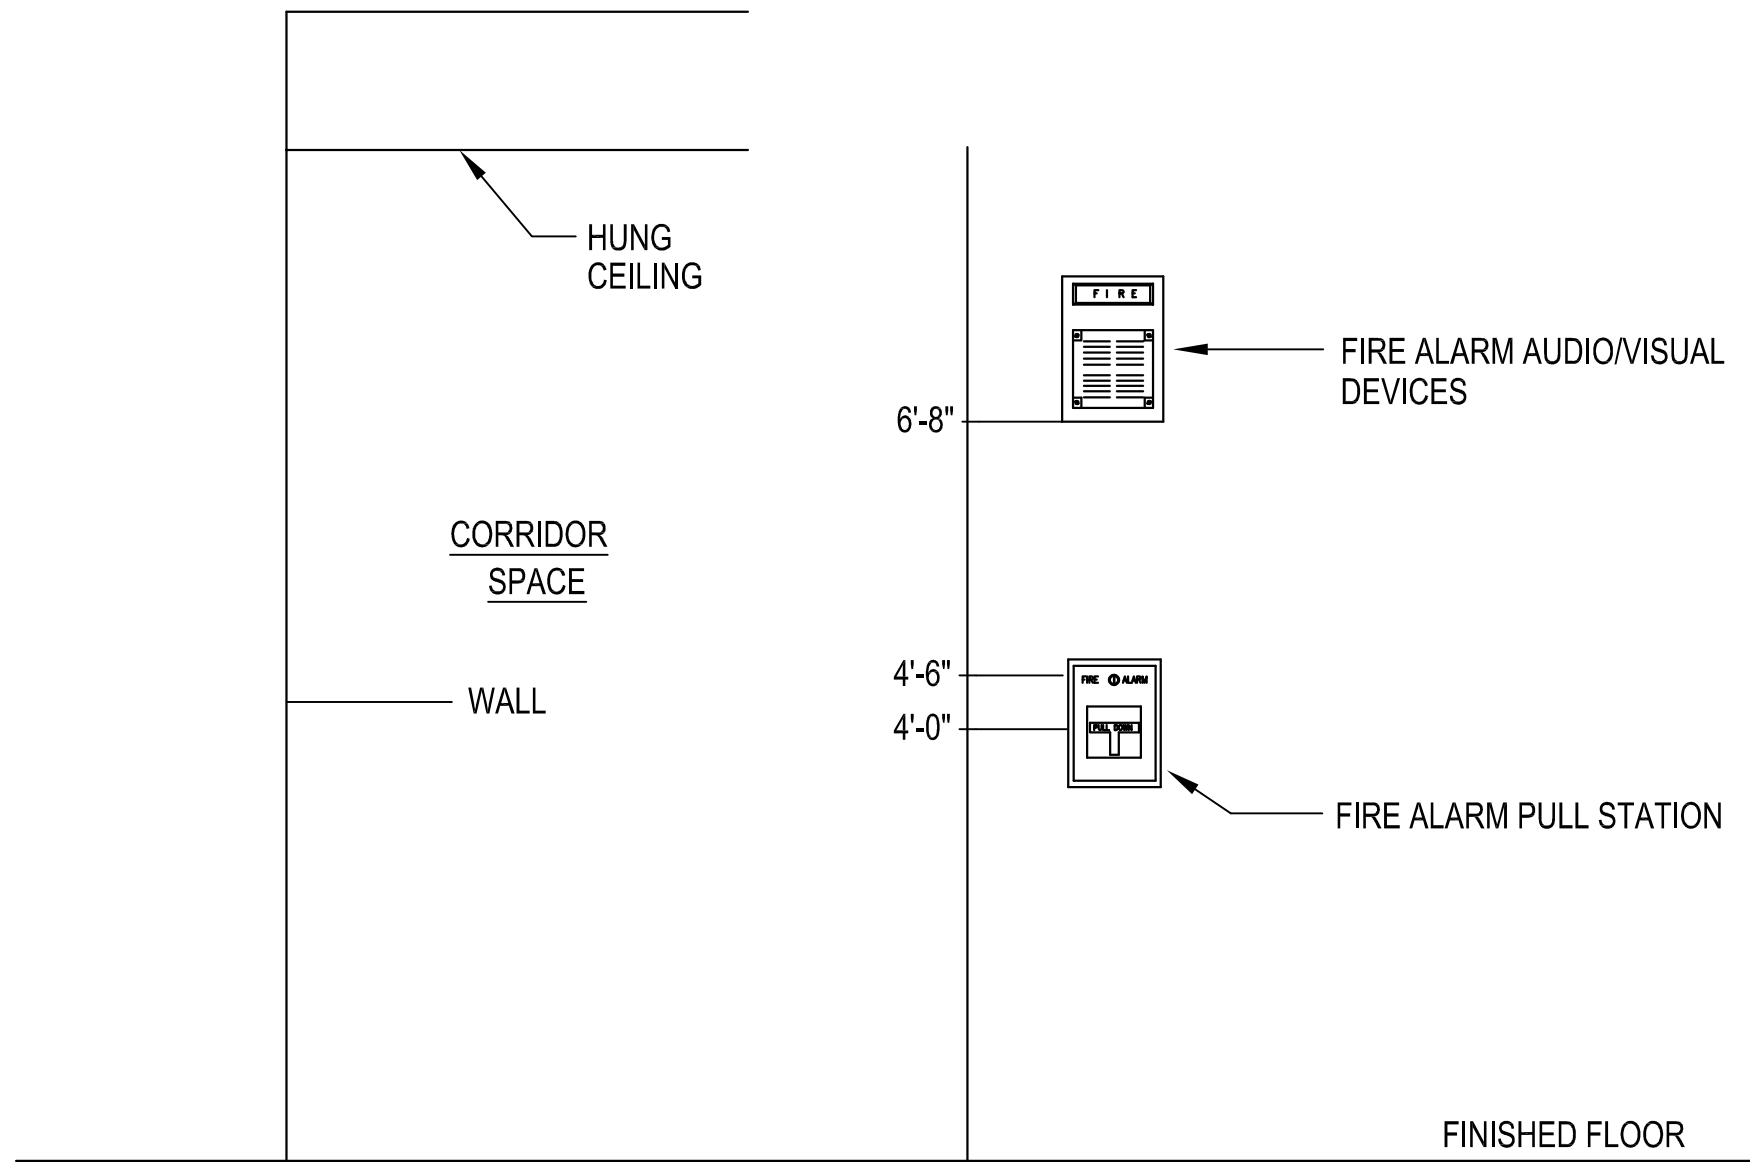 HUNG
CEILING
FIRE
FIRE ALARM AUDIO/VISUAL
DEVICES
6'-8"
CORRIDOR
SPACE
4'-6"
FIRE ALARM
WALL
4'-0"
PULL DOWN
FIRE ALARM PULL STATION
FINISHED FLOOR